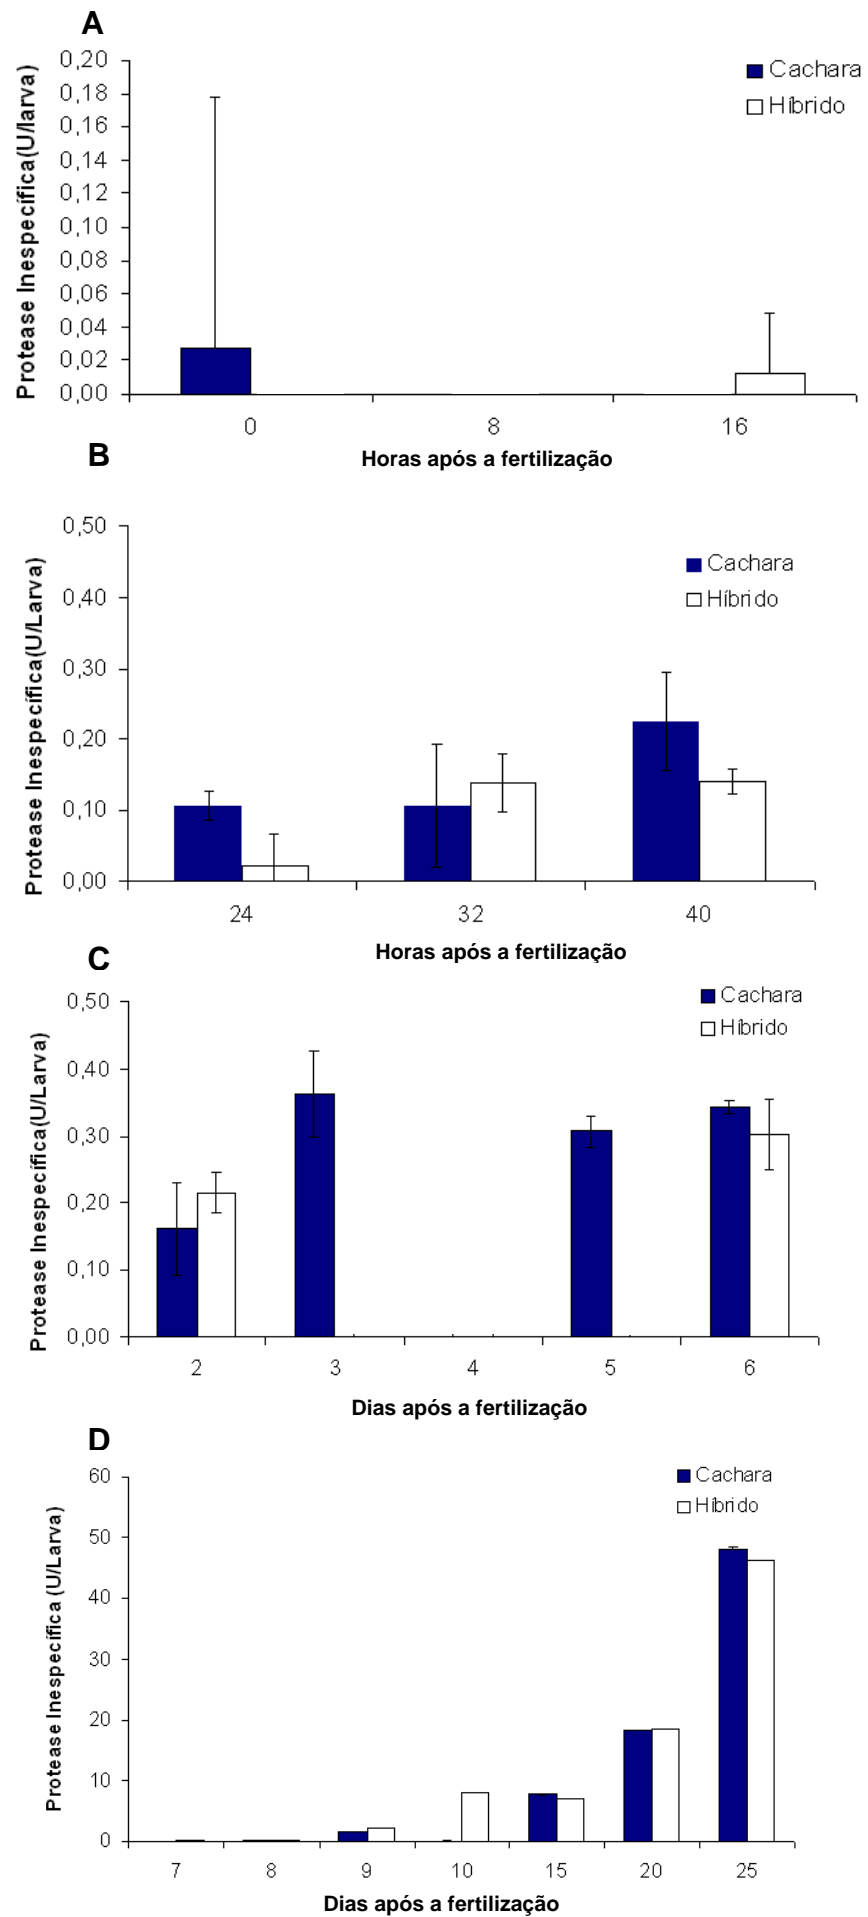 A
Protease Inespecífica(U/larva)
0,20
0,18
0,16
0,14
0,12
0,10
0,08
0,06
0,04
0,02
0,00
Cachara
Híbrido
0 8 16
Horas após a fertilização
B
Protease Inespecífica(U/Larva)
0,50
0,40
0,30
0,20
0,10
0,00
Cachara
Híbrido
24 32 40
Horas após a fertilização
C
Protease Inespecífica(U/Larva)
0,50
0,40
0,30
0,20
0,10
0,00
Cachara
Híbrido
2 3 4 5 6
Dias após a fertilização
D
Protease Inespecífica (U/Larva)
60
50
40
30
20
10
0
Cachara
Híbrido
7 8 9 10 15 20 25
Dias após a fertilização